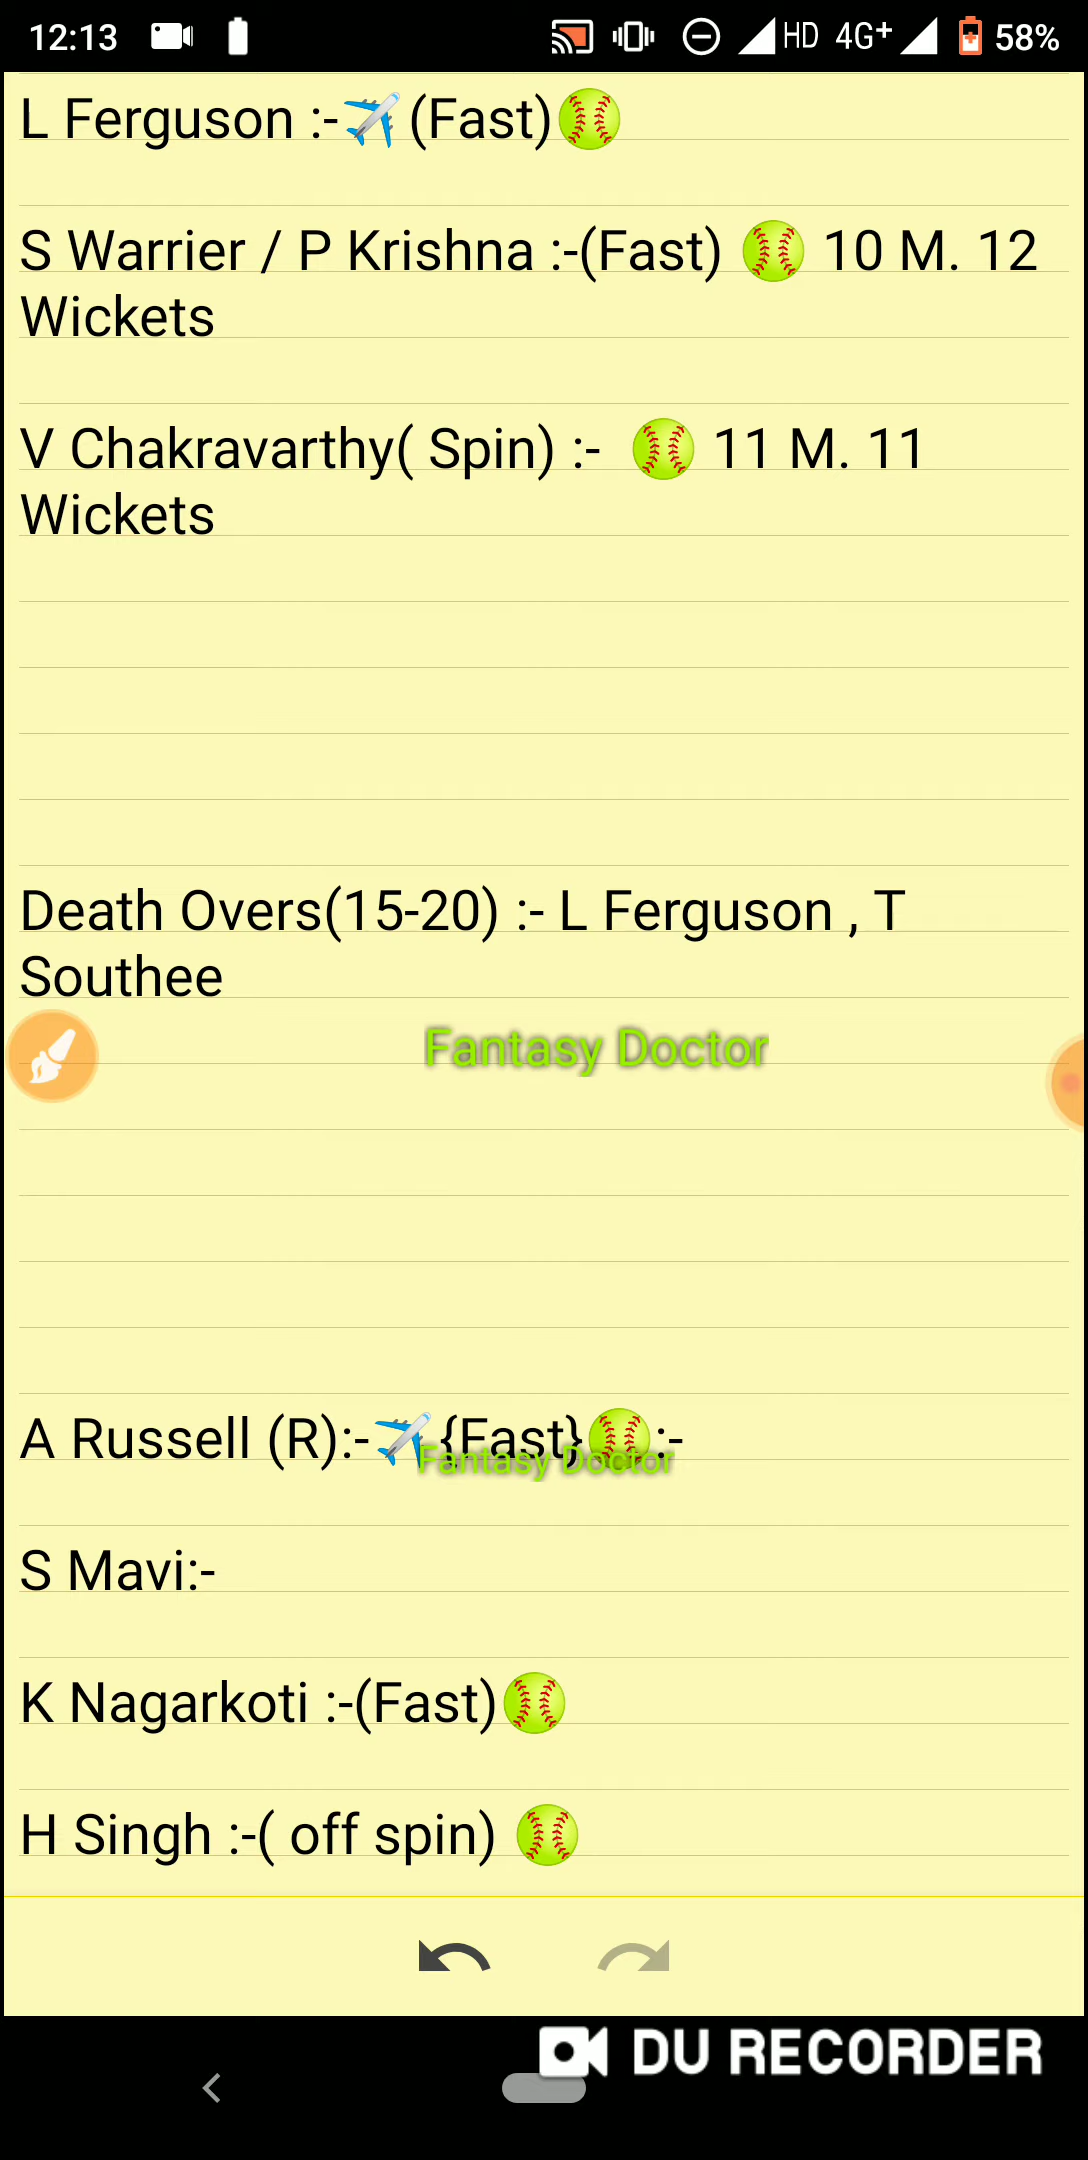 12:13 HD 4G+ 58%
L Ferguson :-✈️(Fast)🥎
S Warrier / P Krishna :-(Fast) 🥎 10 M. 12
Wickets
V Chakravarthy( Spin) :- 🥎 11 M. 11
Wickets
Death Overs(15-20) :- L Ferguson , T
Southee
Fantasy Doctor
A Russell (R):-✈️{Fast}🥎:-
Fantasy Doctor
S Mavi:-
K Nagarkoti :-(Fast)🥎
H Singh :-( off spin) 🥎
DU RECORDER